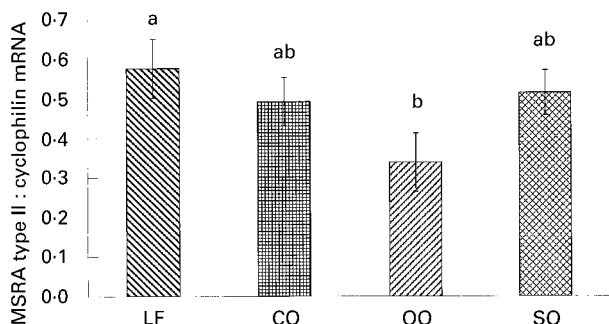 MSRA type II : cyclophilin mRNA
0·7
0·6
0·5
0·4
0·3
0·2
0·1
0·0
a
ab
b
ab
LF
CO
OO
SO